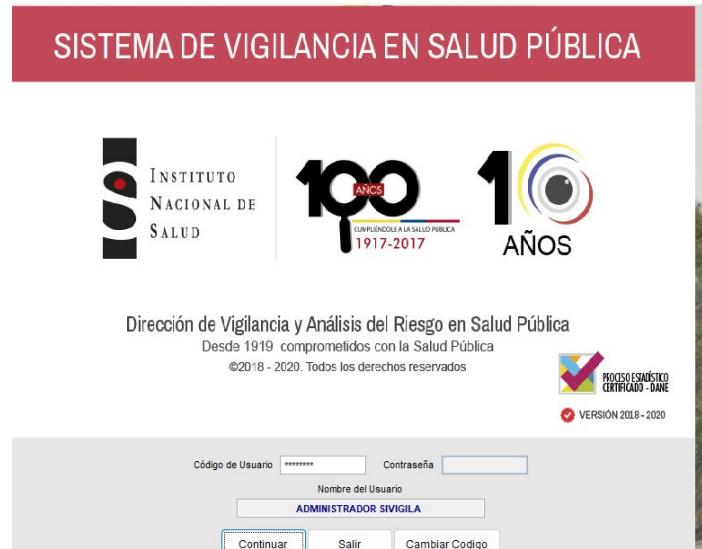 SISTEMA DE VIGILANCIA EN SALUD PÚBLICA
INSTITUTO
NACIONAL DE
SALUD
100
AÑOS
CUMPLIÉNDOLE A LA SALUD PÚBLICA
1917-2017
10
AÑOS
Dirección de Vigilancia y Análisis del Riesgo en Salud Pública
Desde 1919 comprometidos con la Salud Pública
©2018 - 2020. Todos los derechos reservados
PROCESO ESTADÍSTICO
CERTIFICADO - DANE
VERSIÓN 2018 - 2020
Código de Usuario ******** Contraseña
Nombre del Usuario
ADMINISTRADOR SIVIGILA
Continuar Salir Cambiar Codigo